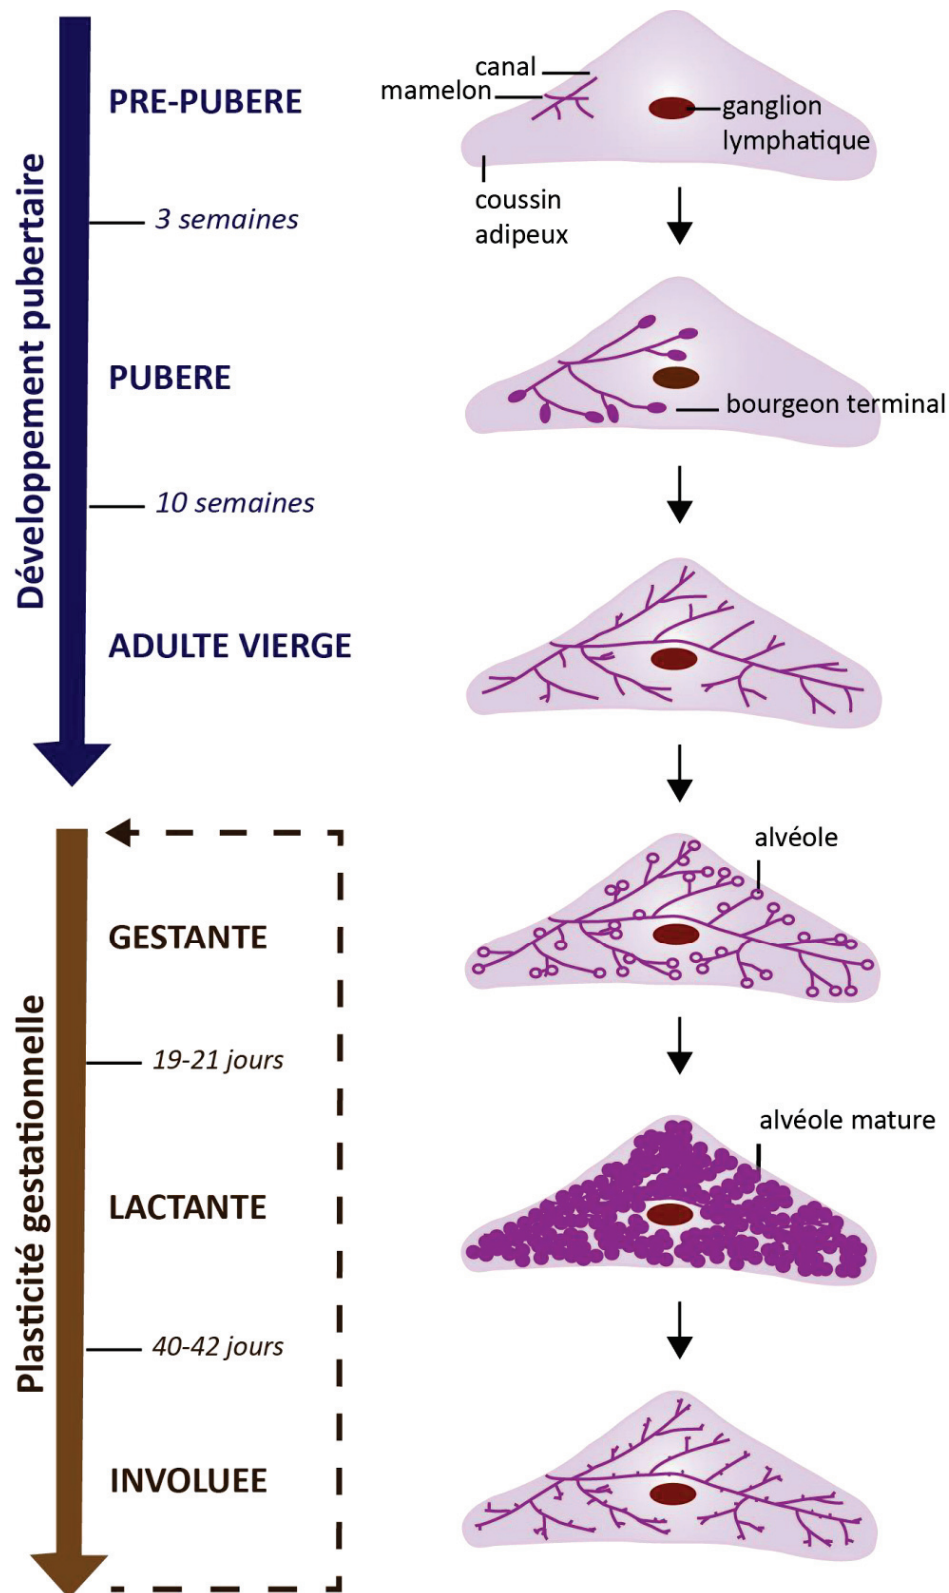 Développement pubertaire
PRE-PUBERE
canal
mamelon
ganglion
lymphatique
coussin
adipeux
3 semaines
PUBERE
bourgeon terminal
10 semaines
ADULTE VIERGE
Plasticité gestationnelle
alvéole
GESTANTE
19-21 jours
alvéole mature
LACTANTE
40-42 jours
INVOLUEE